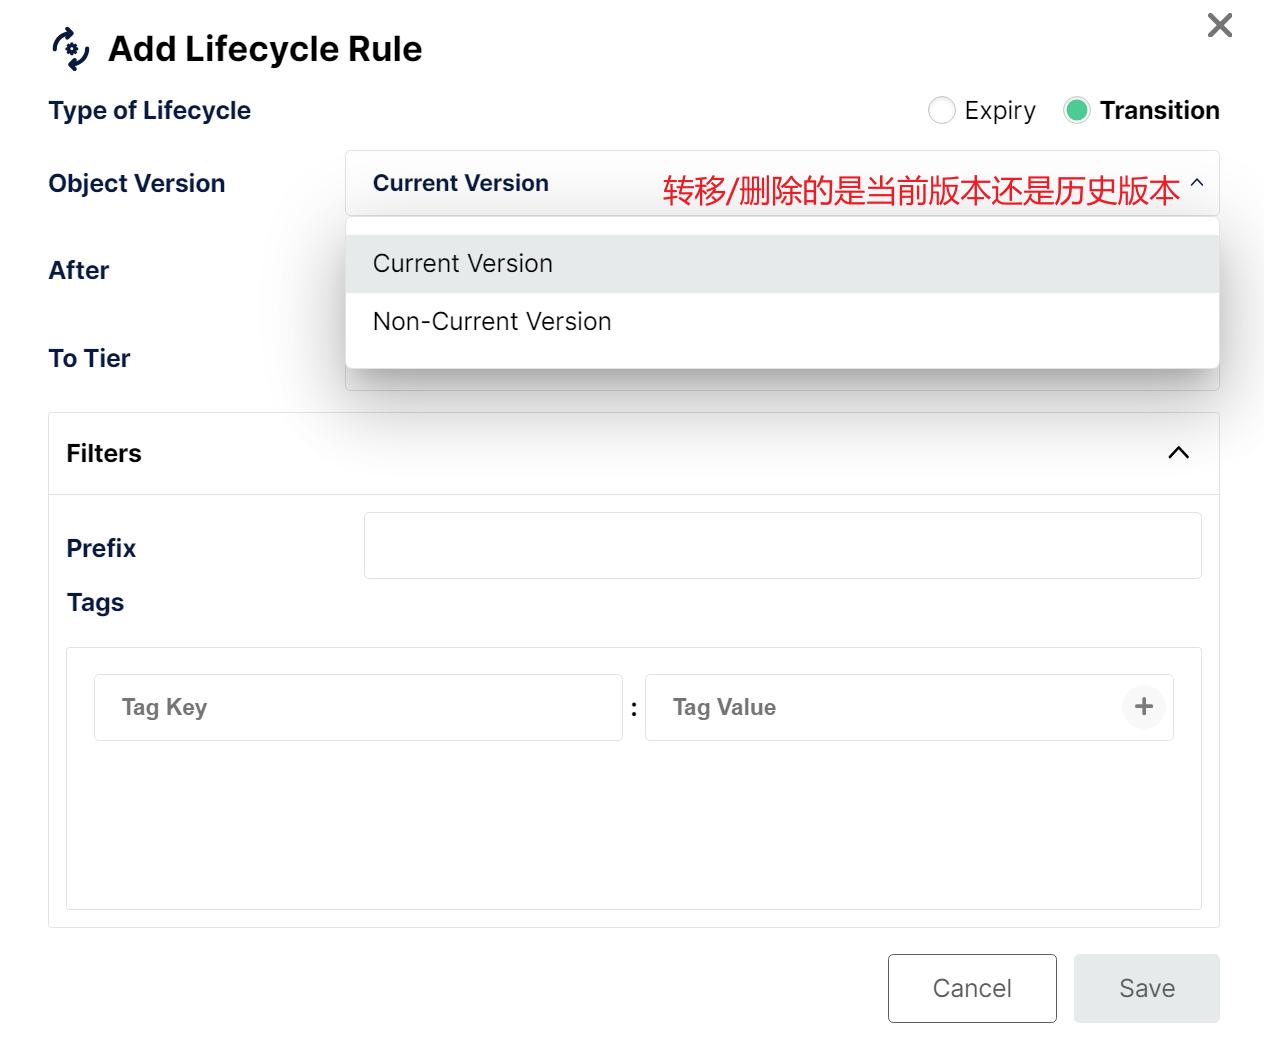 Add Lifecycle Rule
Type of Lifecycle
Expiry
Transition
Object Version
Current Version
转移/删除的是当前版本还是历史版本
Current Version
After
Non-Current Version
To Tier
Filters
Prefix
Tags
Tag Key
:
Tag Value
Cancel
Save